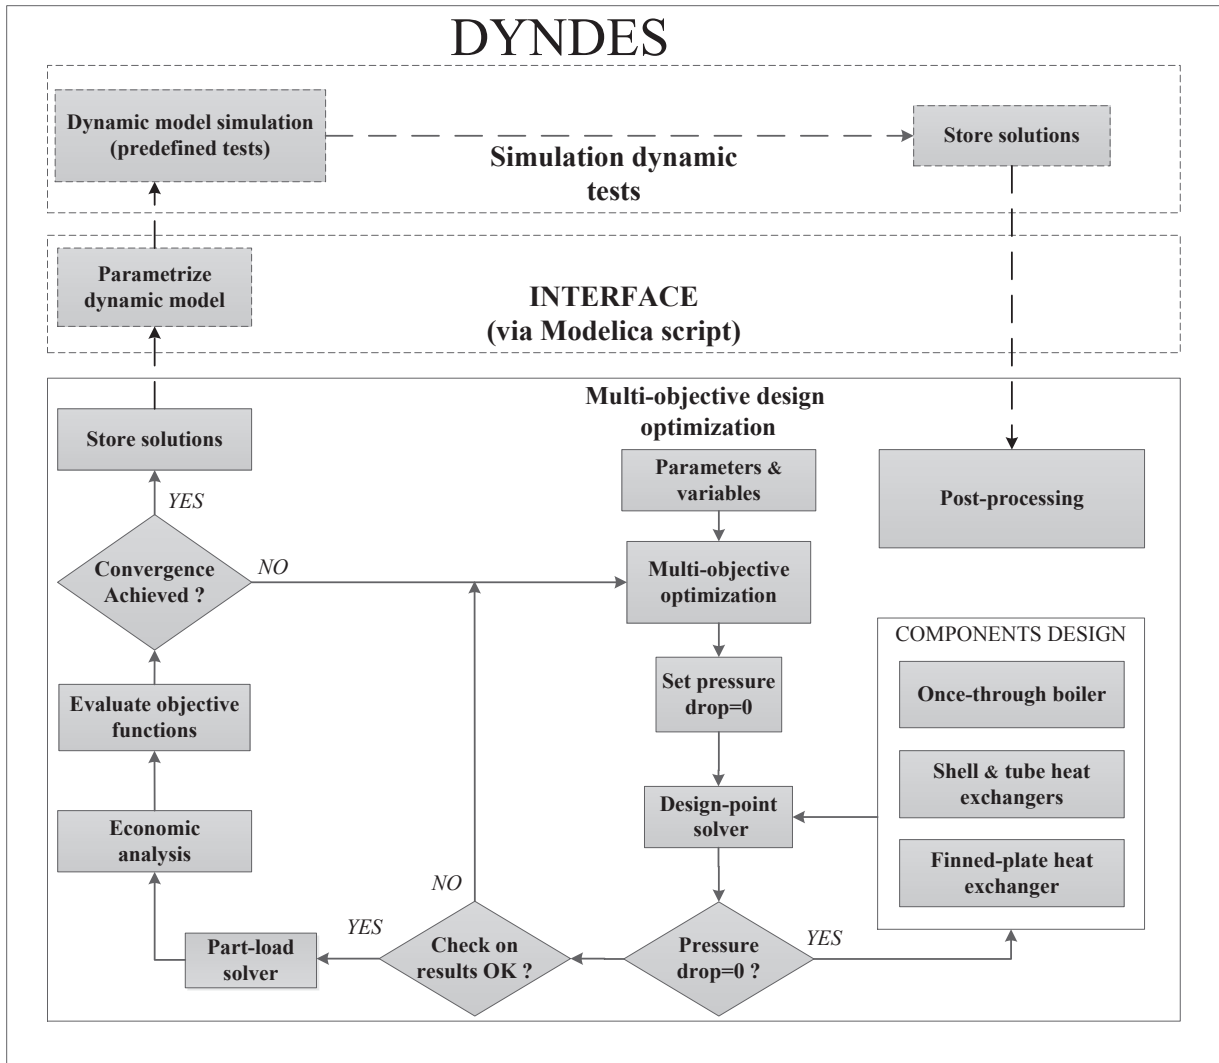 DYNDES
Dynamic model simulation
(predefined tests)
Simulation dynamic
tests
Store solutions
Parametrize
dynamic model
INTERFACE
(via Modelica script)
Multi-objective design
optimization
Store solutions
Parameters &
variables
Post-processing
YES
Convergence
Achieved ?
NO
Multi-objective
optimization
COMPONENTS DESIGN
Set pressure
drop=0
Once-through boiler
Evaluate objective
functions
Shell & tube heat
exchangers
Design-point
solver
Economic
analysis
Finned-plate heat
exchanger
NO
YES
Part-load
solver
Check on
results OK ?
Pressure
drop=0 ?
YES